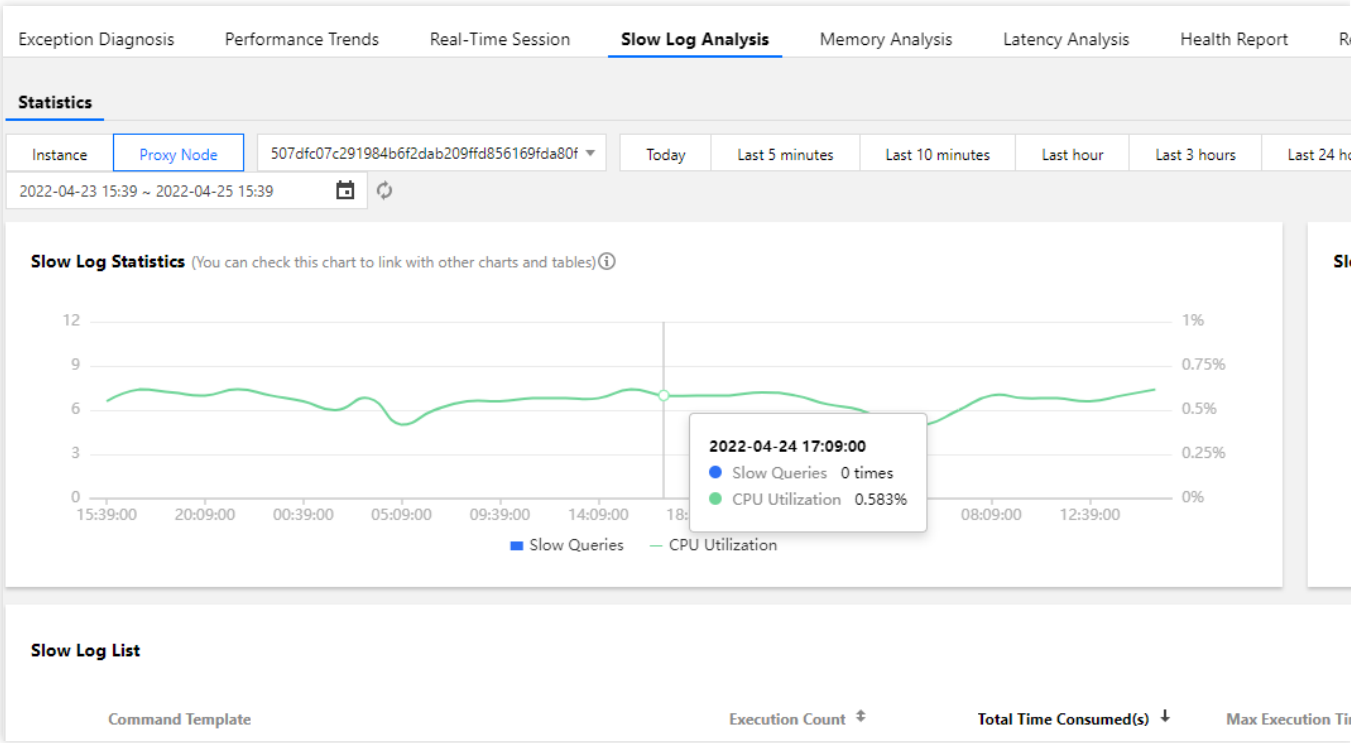 Exception Diagnosis Performance Trends Real-Time Session Slow Log Analysis Memory Analysis Latency Analysis Health Report
Statistics
Instance Proxy Node 507dfc07c291984b6f2dab209ffd856169fda80f Today Last 5 minutes Last 10 minutes Last hour Last 3 hours Last 24
2022-04-23 15:39 ~ 2022-04-25 15:39
Slow Log Statistics (You can check this chart to link with other charts and tables)
12 1%
9 0.75%
6 0.5%
3 0.25%
0 0%
2022-04-24 17:09:00
Slow Queries 0 times
CPU Utilization 0.583%
15:39:00 20:09:00 00:39:00 05:09:00 09:39:00 14:09:00 18: 08:09:00 12:39:00
Slow Queries CPU Utilization
Slow Log List
Command Template Execution Count Total Time Consumed(s) Max Execution